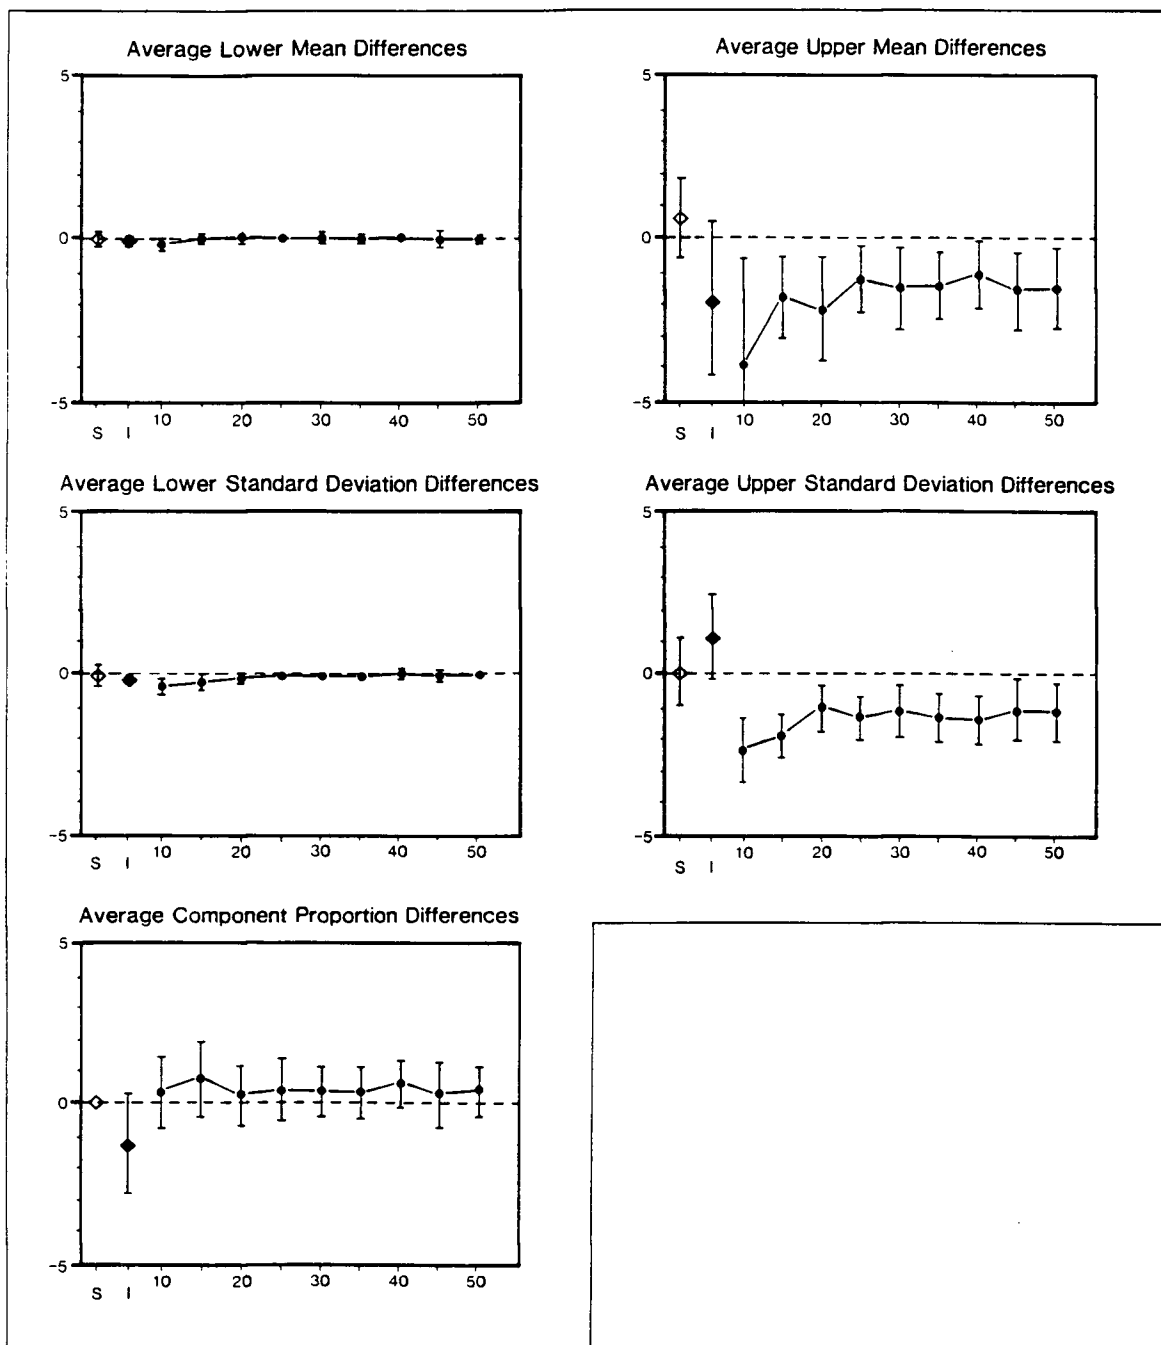 Average Lower Mean Differences
5
0
-5
S I 10 20 30 40 50
Average Upper Mean Differences
5
0
-5
S I 10 20 30 40 50
Average Lower Standard Deviation Differences
5
0
-5
S I 10 20 30 40 50
Average Upper Standard Deviation Differences
5
0
-5
S I 10 20 30 40 50
Average Component Proportion Differences
5
0
-5
S I 10 20 30 40 50